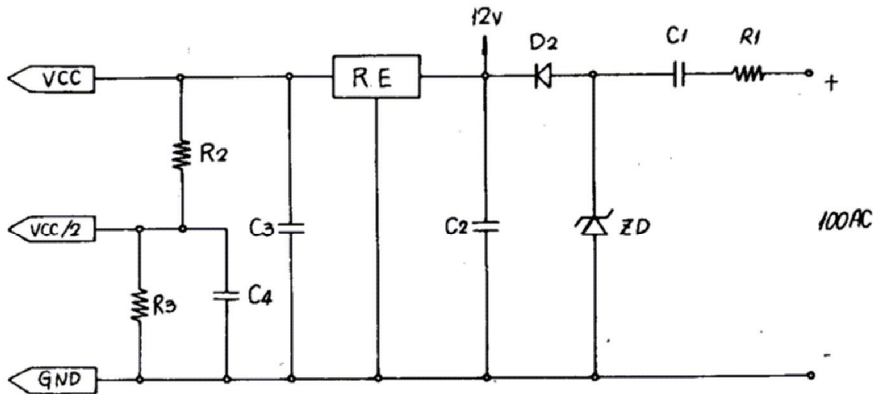 12V
D2
C1
R1
VCC
R.E
+
R2
VCC/2
C3
C2
ZD
100AC
R3
C4
GND
-